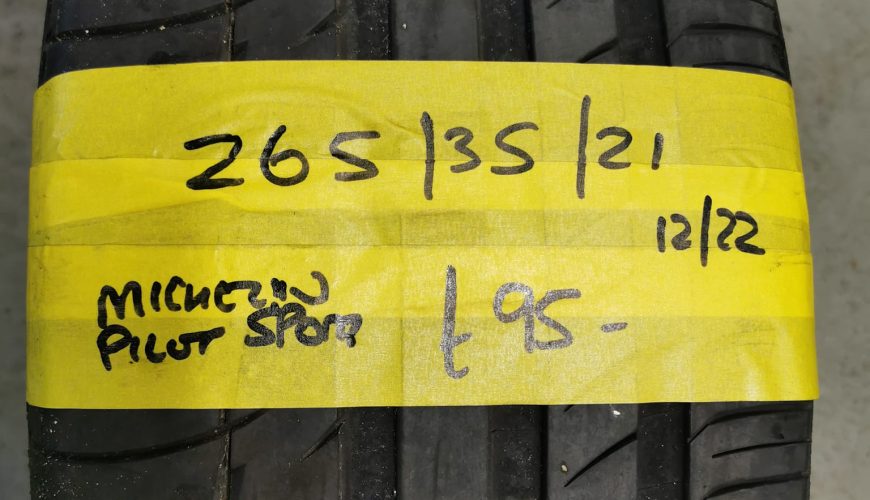 265/35/21
12/22
MICHELIN
PILOT SPORT
£95-